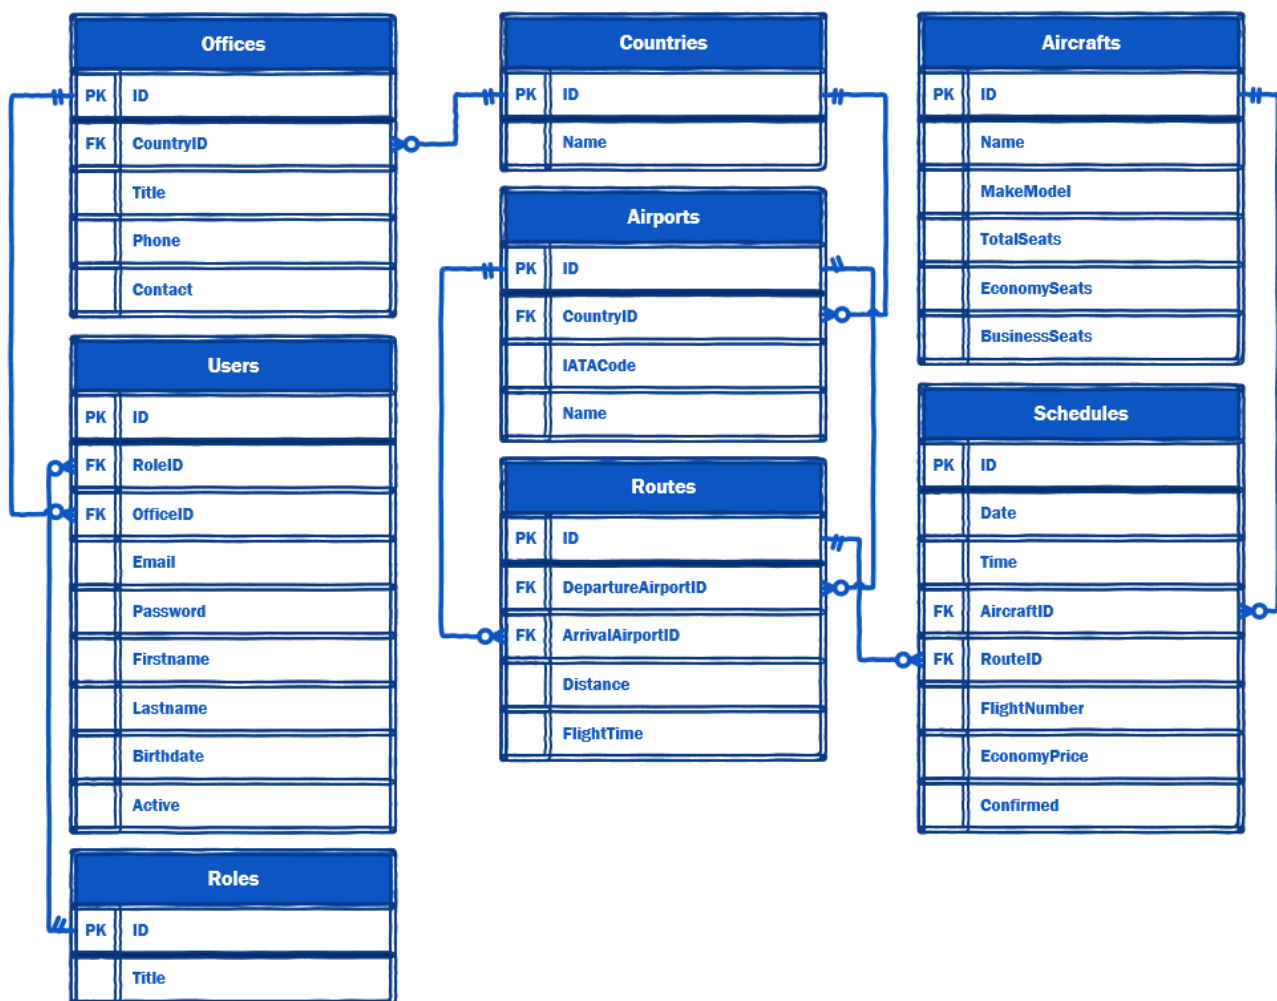 Offices
PK ID
FK CountryID
Title
Phone
Contact
Users
PK ID
FK RoleID
FK OfficeID
Email
Password
Firstname
Lastname
Birthdate
Active
Roles
PK ID
Title
Countries
PK ID
Name
Airports
PK ID
FK CountryID
IATACode
Name
Routes
PK ID
FK DepartureAirportID
FK ArrivalAirportID
Distance
FlightTime
Aircrafts
PK ID
Name
MakeModel
TotalSeats
EconomySeats
BusinessSeats
Schedules
PK ID
Date
Time
FK AircraftID
FK RouteID
FlightNumber
EconomyPrice
Confirmed